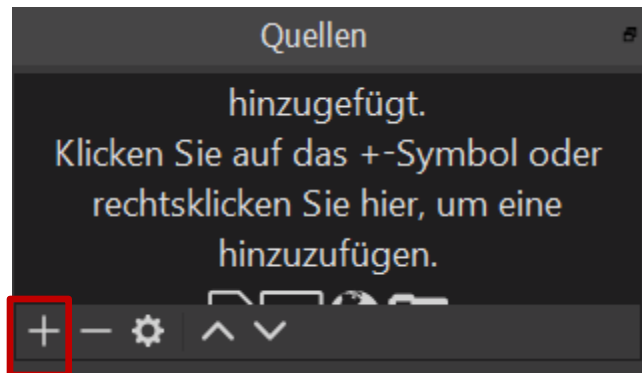 Quellen
hinzugefügt.
Klicken Sie auf das +-Symbol oder
rechtsklicken Sie hier, um eine
hinzuzufügen.